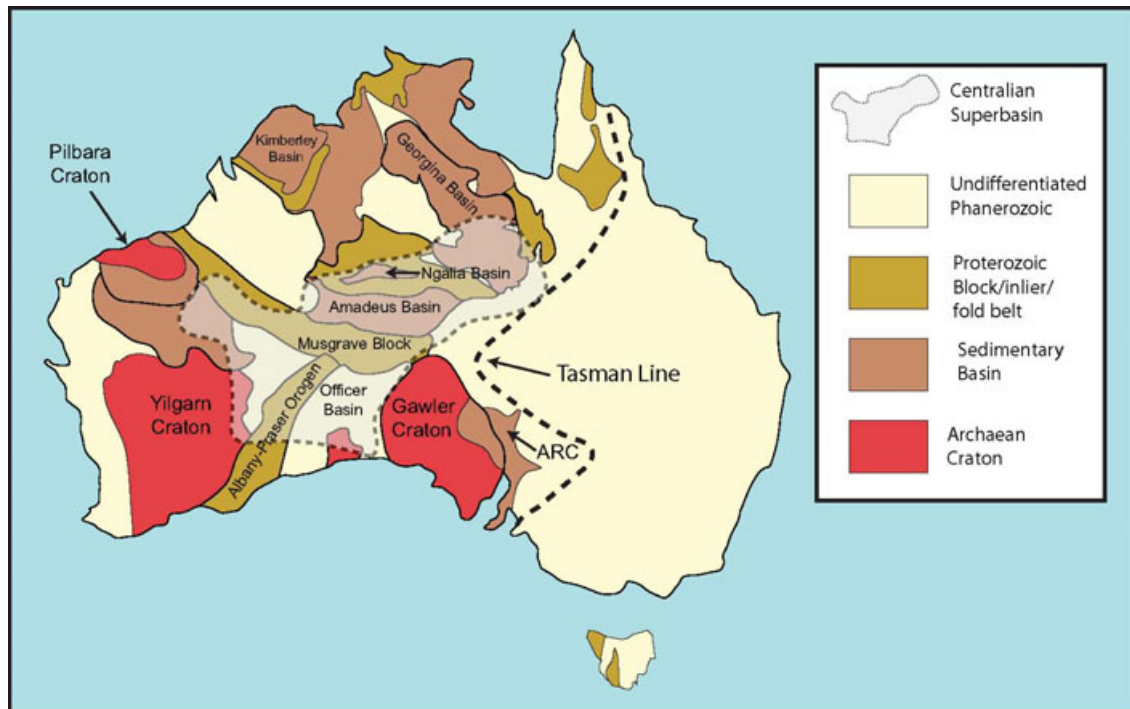 Pilbara
Craton
Kimberley
Basin
Georgina Basin
Ngalia Basin
Amadeus Basin
Musgrave Block
Officer
Basin
Albany-Fraser Orogen
Yilgarn
Craton
Gawler
Craton
ARC
Tasman Line
Centralian
Superbasin
Undifferentiated
Phanerozoic
Proterozoic
Block/inlier/
fold belt
Sedimentary
Basin
Archaean
Craton